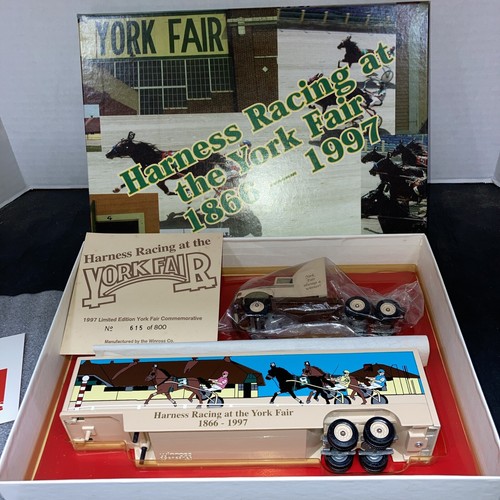 YORK FAIR
Harness Racing at
the York Fair
1866 - 1997
Harness Racing at the
YORK FAIR
1997 Limited Edition York Fair Commemorative
No 615 of 800
Manufactured by the Winross Co.
Harness Racing at the York Fair
1866 - 1997